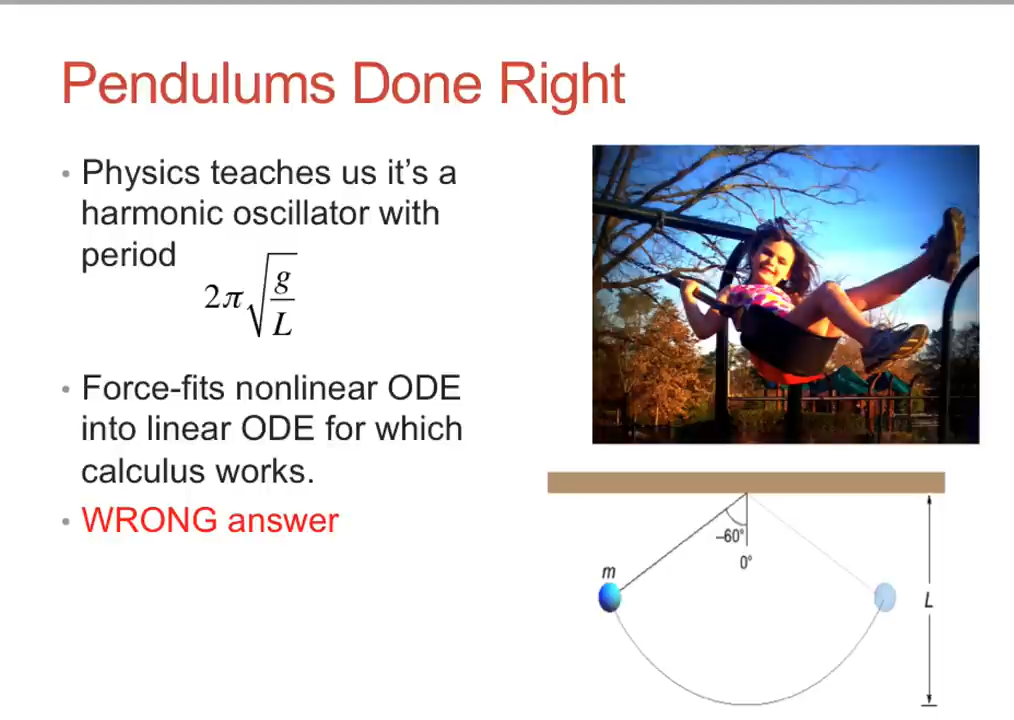 Pendulums Done Right
• Physics teaches us it’s a
harmonic oscillator with
period
2π√(g/L)
• Force-fits nonlinear ODE
into linear ODE for which
calculus works.
• WRONG answer
–60°
0°
m
L